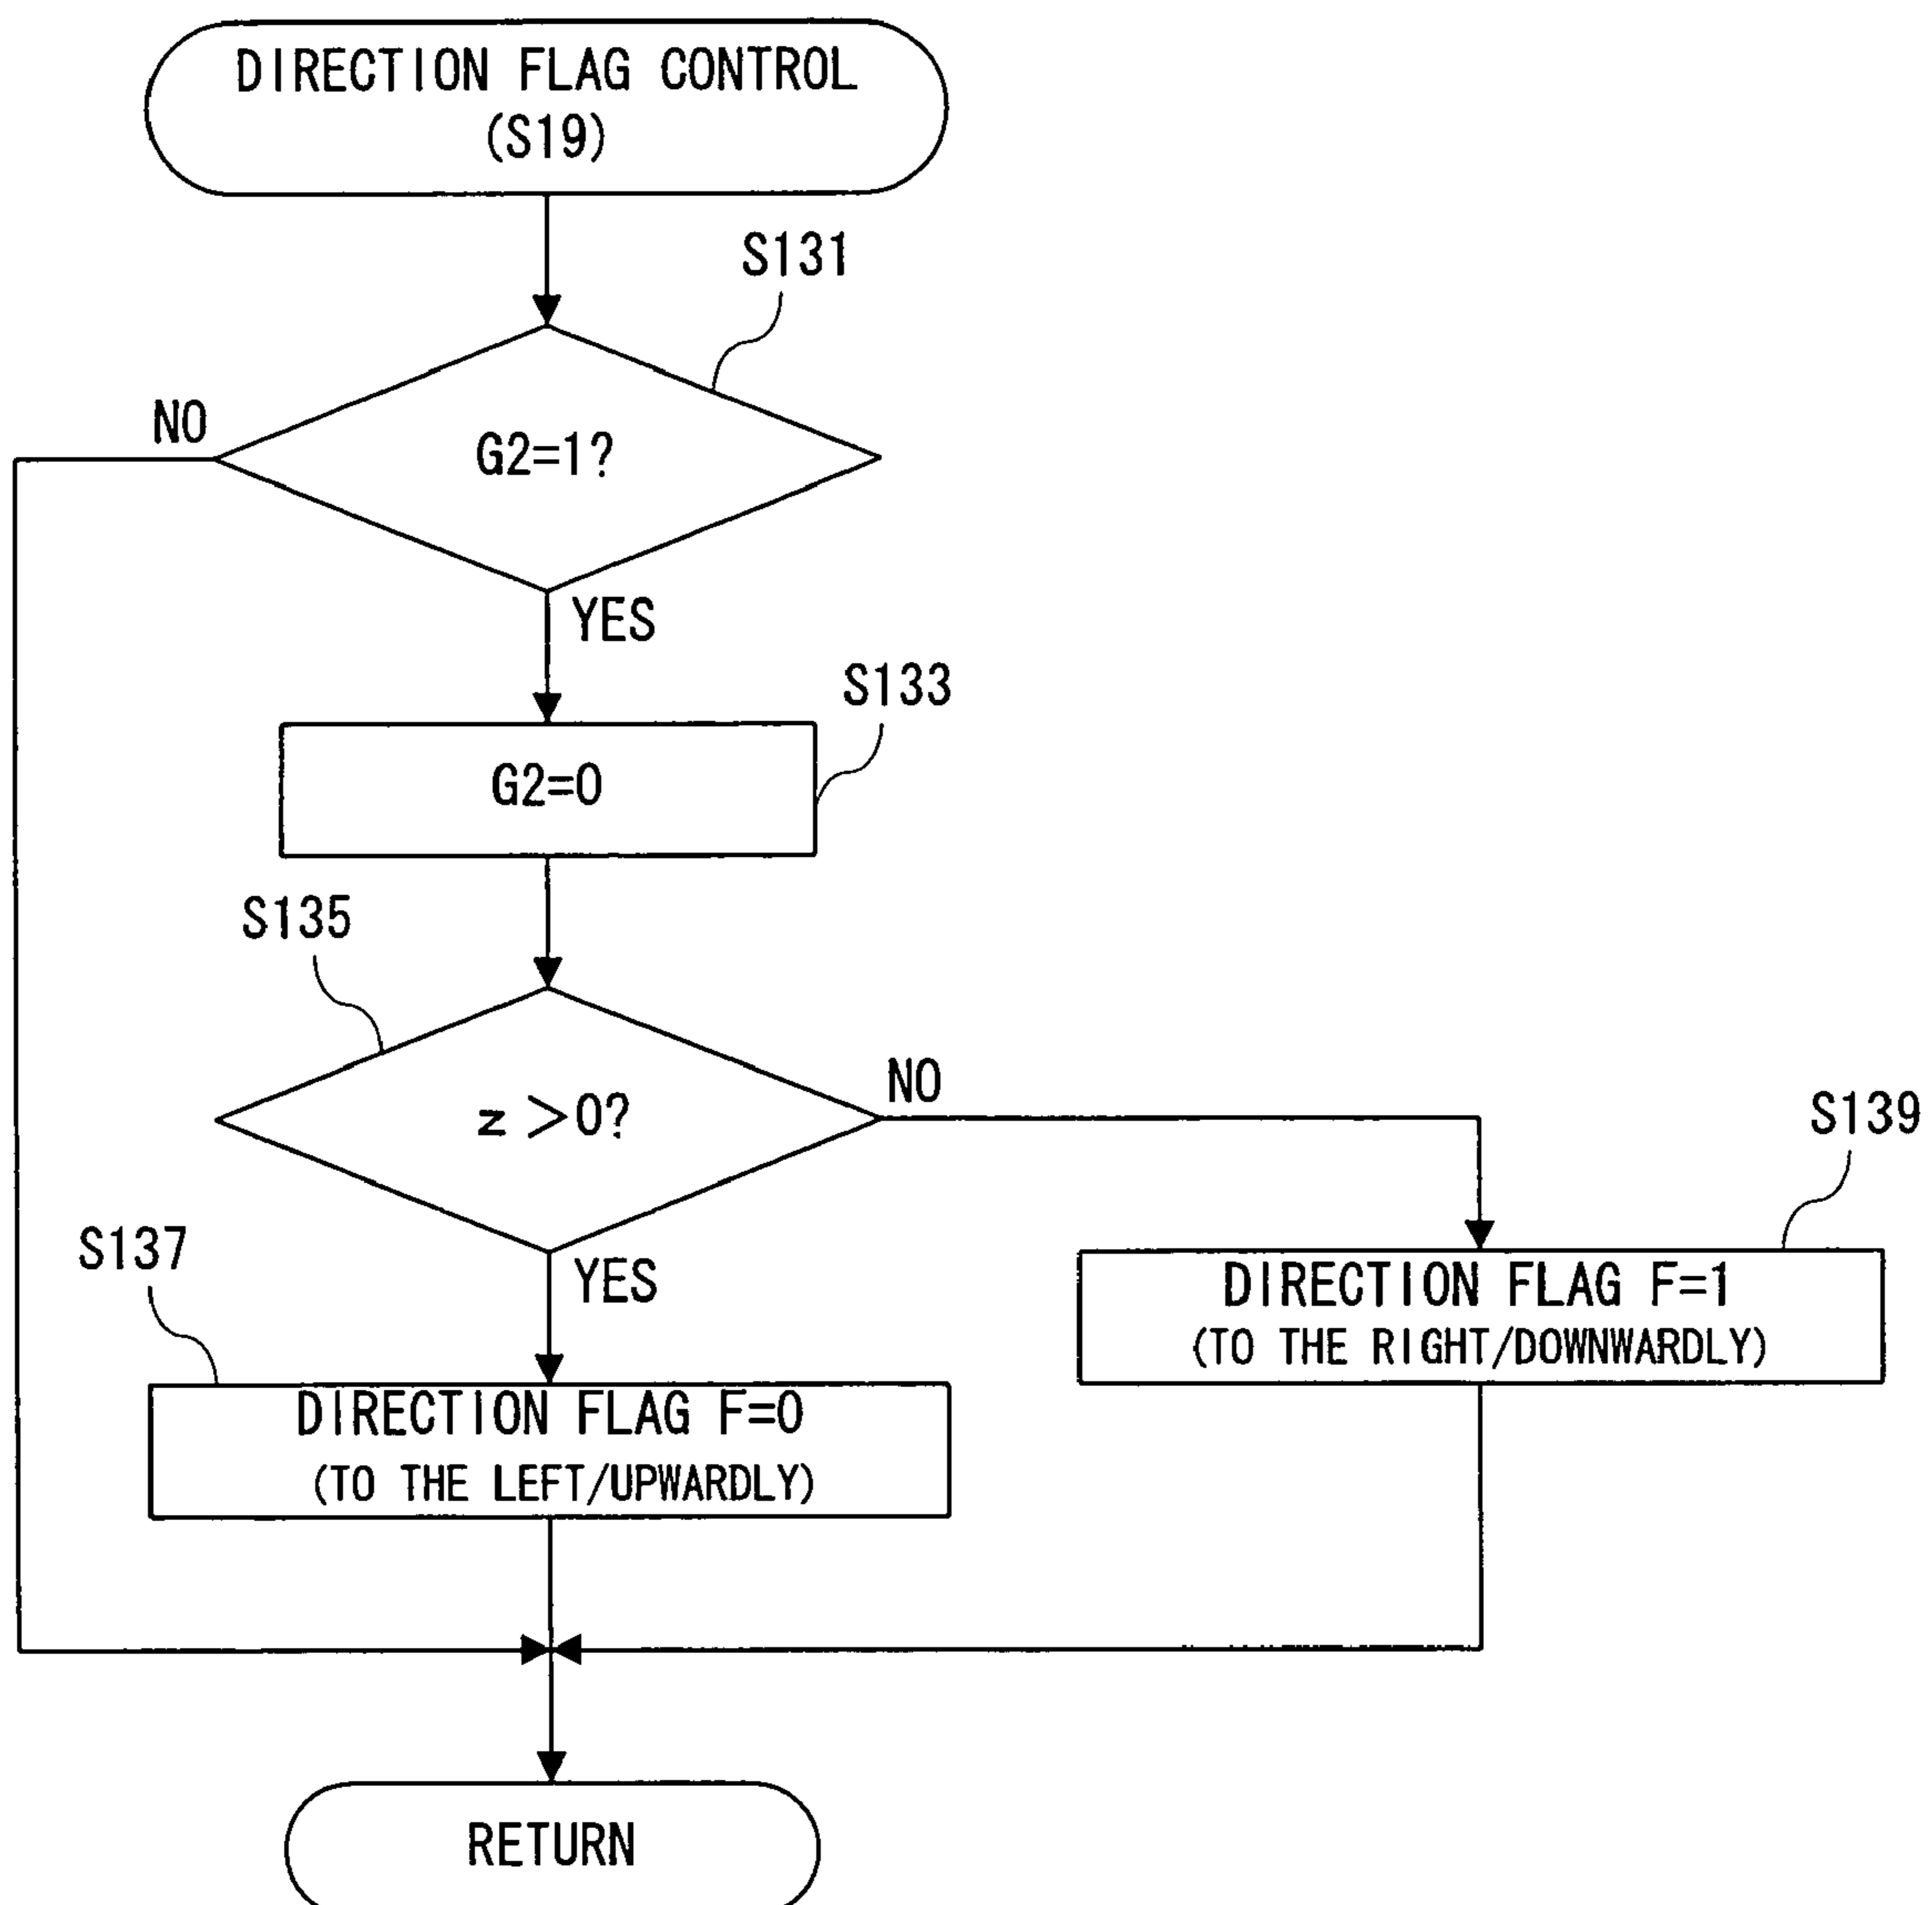 DIRECTION FLAG CONTROL
(S19)
S131
NO
G2=1?
YES
S133
G2=0
S135
NO
z >0?
S139
S137
YES
DIRECTION FLAG F=1
(TO THE RIGHT/DOWNWARDLY)
DIRECTION FLAG F=0
(TO THE LEFT/UPWARDLY)
RETURN